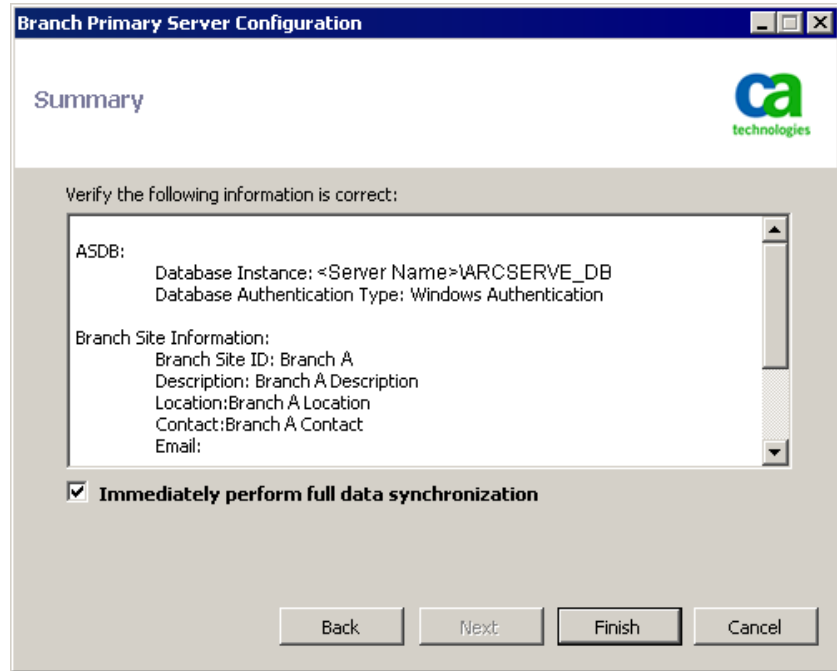 Branch Primary Server Configuration
Summary
ca
technologies
Verify the following information is correct:
ASDB:
Database Instance: <Server Name>\ARCSERVE_DB
Database Authentication Type: Windows Authentication
Branch Site Information:
Branch Site ID: Branch A
Description: Branch A Description
Location:Branch A Location
Contact:Branch A Contact
Email:
Immediately perform full data synchronization
Back Next Finish Cancel